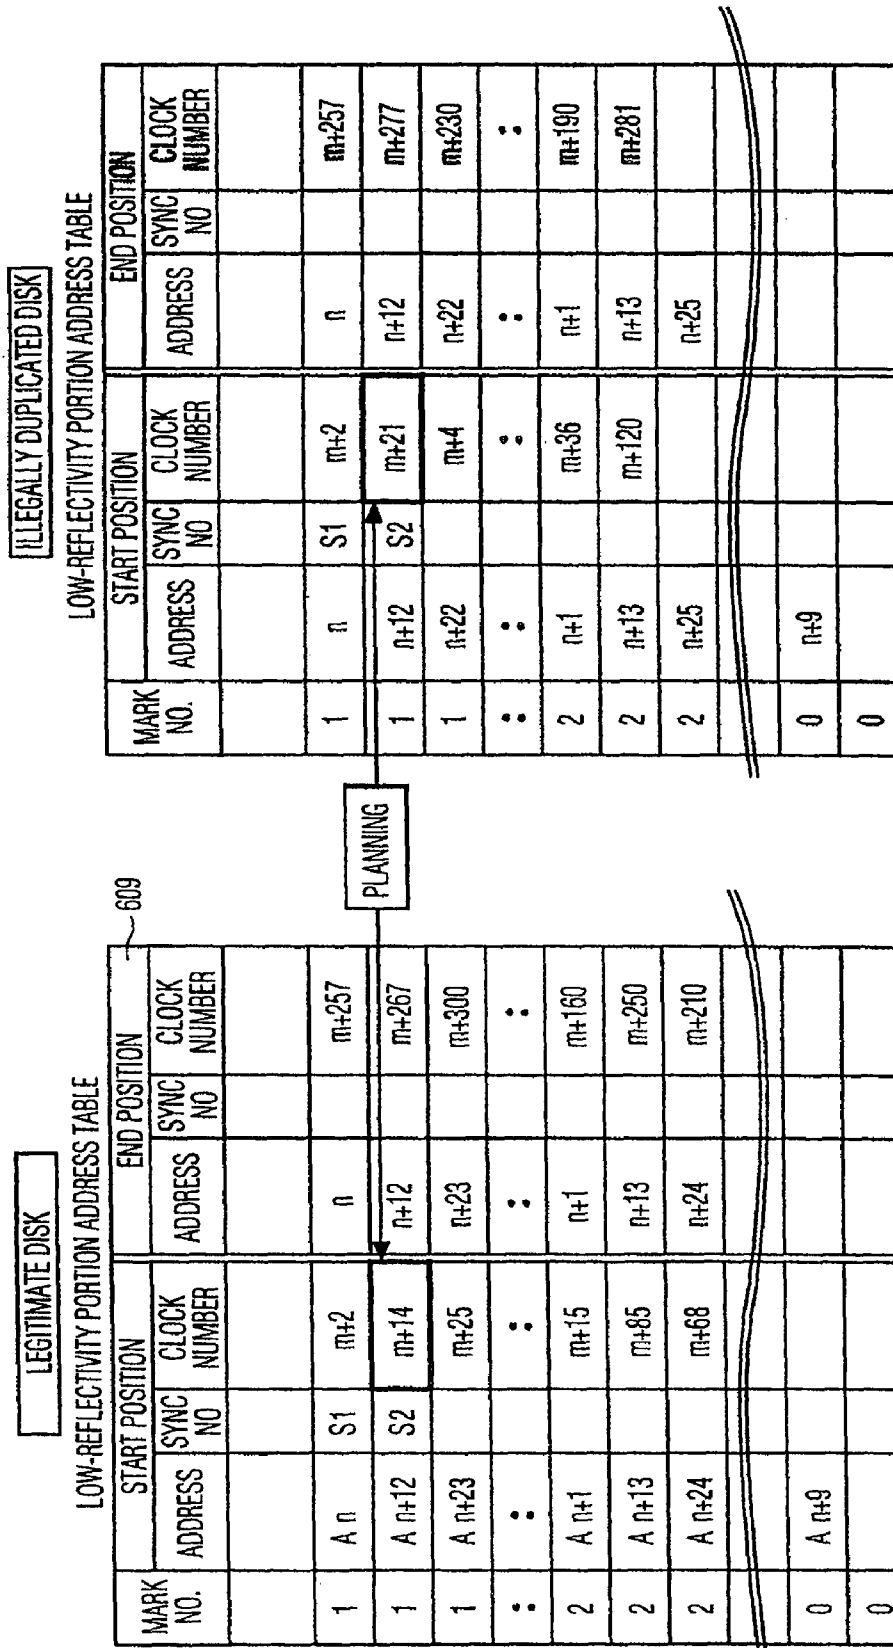 LEGITIMATE DISK
LOW-REFLECTIVITY PORTION ADDRESS TABLE
609
MARK NO. START POSITION END POSITION
ADDRESS SYNC NO CLOCK NUMBER ADDRESS SYNC NO CLOCK NUMBER
1 A n S1 m+2 n m+257
1 A n+12 S2 m+14 n+12 m+267
1 A n+23 m+25 n+23 m+300
: : : : :
2 A n+1 m+15 n+1 m+160
2 A n+13 m+85 n+13 m+250
2 A n+24 m+68 n+24 m+210
0 A n+9
0
PLANNING
ILLEGALLY DUPLICATED DISK
LOW-REFLECTIVITY PORTION ADDRESS TABLE
MARK NO. START POSITION END POSITION
ADDRESS SYNC NO CLOCK NUMBER ADDRESS SYNC NO CLOCK NUMBER
1 n S1 m+2 n m+257
1 n+12 S2 m+21 n+12 m+277
1 n+22 m+4 n+22 m+230
: : : : :
2 n+1 m+36 n+1 m+190
2 n+13 m+120 n+13 m+281
2 n+25 n+25
0 n+9
0